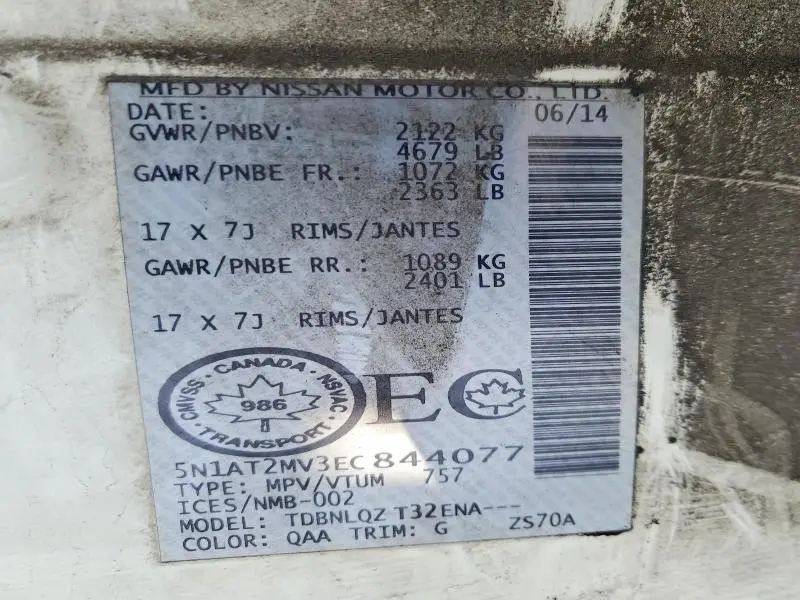 MFD BY NISSAN MOTOR CO., LTD.
DATE: 06/14
GVWR/PNBV: 2122 KG
4679 LB
GAWR/PNBE FR.: 1072 KG
2363 LB
17 X 7J RIMS/JANTES
GAWR/PNBE RR.: 1089 KG
2401 LB
17 X 7J RIMS/JANTES
CMVSS · CANADA · NSVAC
986
TRANSPORT
EC
5N1AT2MV3EC844077
TYPE: MPV/VTUM 757
ICES/NMB-002
MODEL: TDBNLQZ T32ENA---
COLOR: QAA TRIM: G ZS70A